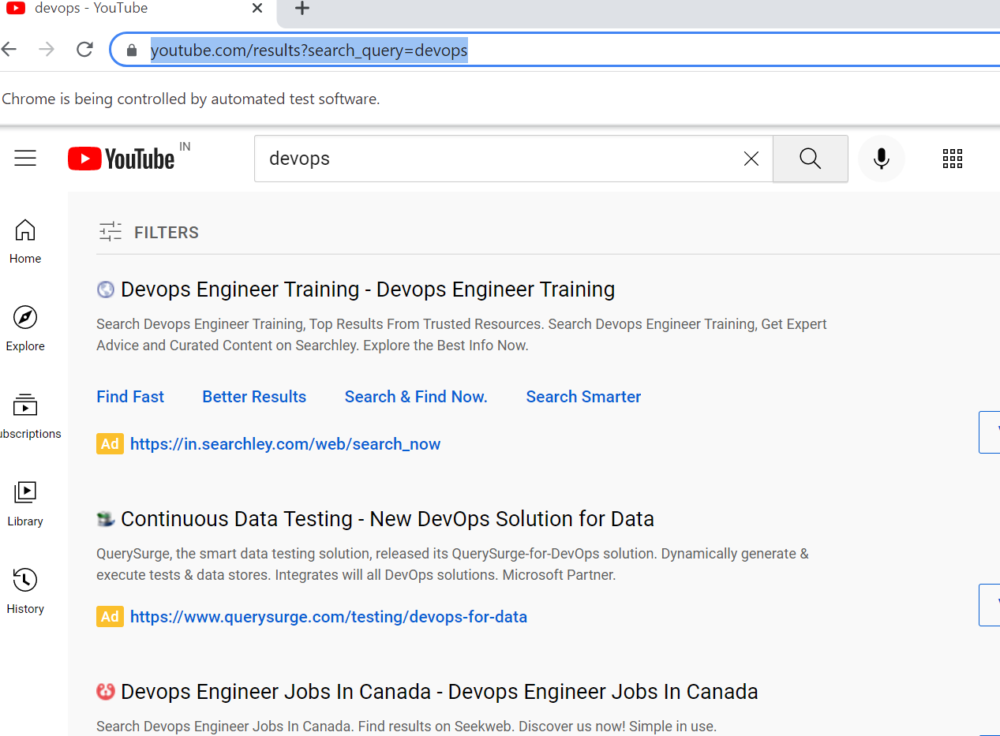 devops - YouTube
youtube.com/results?search_query=devops
Chrome is being controlled by automated test software.
YouTube IN
devops
Home
Explore
ubscriptions
Library
History
FILTERS
Devops Engineer Training - Devops Engineer Training
Search Devops Engineer Training, Top Results From Trusted Resources. Search Devops Engineer Training, Get Expert
Advice and Curated Content on Searchley. Explore the Best Info Now.
Find Fast Better Results Search & Find Now. Search Smarter
Ad https://in.searchley.com/web/search_now
Continuous Data Testing - New DevOps Solution for Data
QuerySurge, the smart data testing solution, released its QuerySurge-for-DevOps solution. Dynamically generate &
execute tests & data stores. Integrates will all DevOps solutions. Microsoft Partner.
Ad https://www.querysurge.com/testing/devops-for-data
Devops Engineer Jobs In Canada - Devops Engineer Jobs In Canada
Search Devops Engineer Jobs In Canada. Find results on Seekweb. Discover us now! Simple in use.